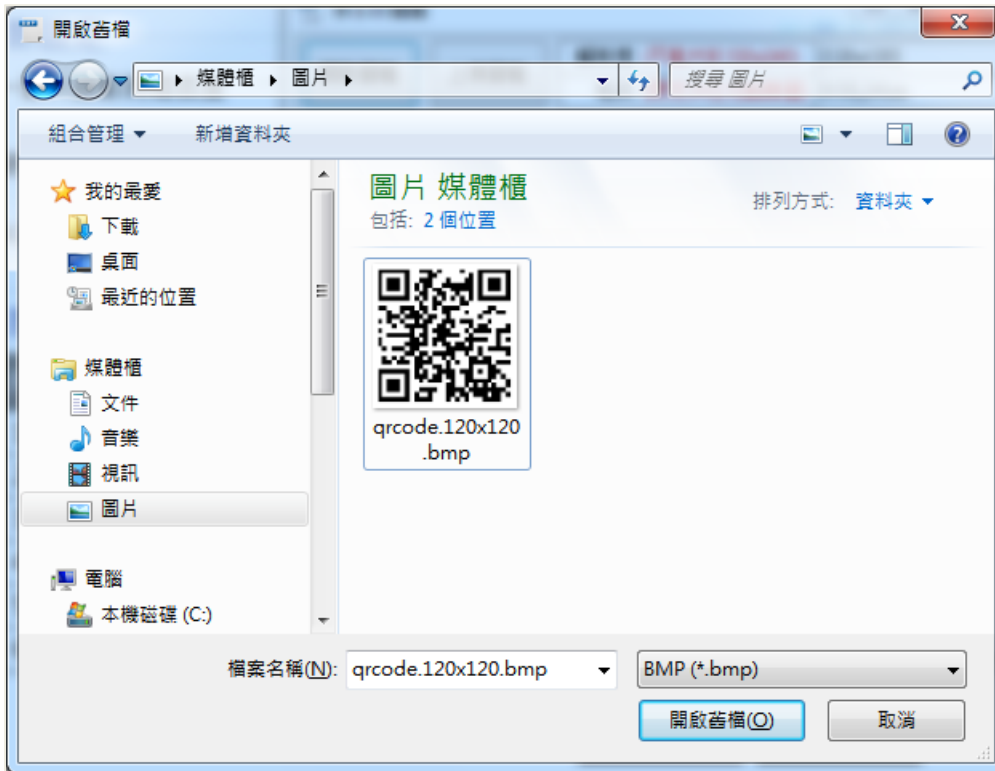 開啟舊檔
媒體櫃 圖片
搜尋 圖片
組合管理 新增資料夾
我的最愛
下載
桌面
最近的位置
媒體櫃
文件
音樂
視訊
圖片
電腦
本機磁碟 (C:)
圖片 媒體櫃
包括: 2 個位置
排列方式: 資料夾
qrcode.120x120
.bmp
檔案名稱(N): qrcode.120x120.bmp
BMP (*.bmp)
開啟舊檔(O) 取消